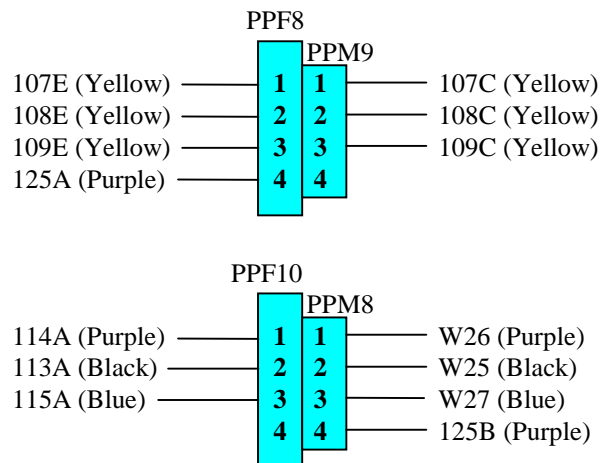 PPF8
PPM9
107E (Yellow) 1 1 107C (Yellow)
108E (Yellow) 2 2 108C (Yellow)
109E (Yellow) 3 3 109C (Yellow)
125A (Purple) 4 4
PPF10
PPM8
114A (Purple) 1 1 W26 (Purple)
113A (Black) 2 2 W25 (Black)
115A (Blue) 3 3 W27 (Blue)
4 4 125B (Purple)